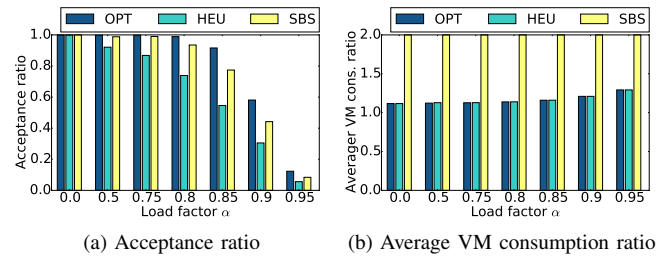 OPT HEU SBS
1.0
0.8
0.6
0.4
0.2
0.0
Acceptance ratio
0.0 0.5 0.75 0.8 0.85 0.9 0.95
Load factor α
(a) Acceptance ratio
OPT HEU SBS
2.0
1.5
1.0
0.5
0.0
Averager VM cons. ratio
0.0 0.5 0.75 0.8 0.85 0.9 0.95
Load factor α
(b) Average VM consumption ratio